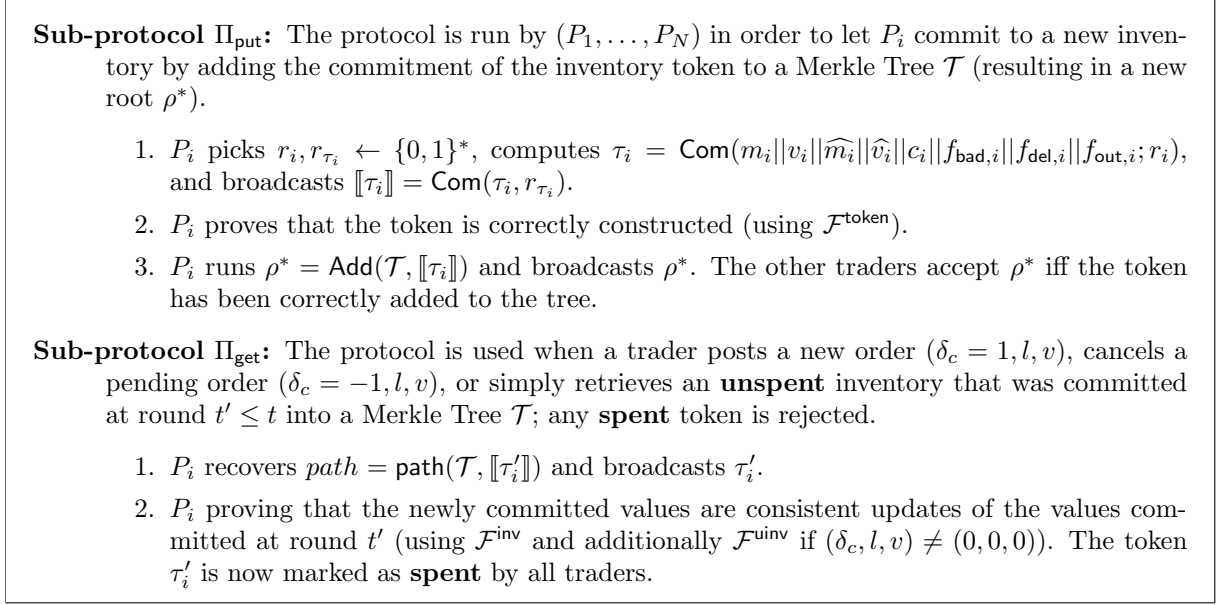 Sub-protocol Π_put: The protocol is run by (P_1, . . . , P_N) in order to let P_i commit to a new inven-
tory by adding the commitment of the inventory token to a Merkle Tree 𝒯 (resulting in a new
root ρ*).
1. P_i picks r_i, r_{τ_i} ← {0, 1}*, computes τ_i = Com(m_i||v_i||\widehat{m_i}||\widehat{v}_i||c_i||f_{bad,i}||f_{del,i}||f_{out,i}; r_i),
and broadcasts ⟦τ_i⟧ = Com(τ_i, r_{τ_i}).
2. P_i proves that the token is correctly constructed (using ℱ^token).
3. P_i runs ρ* = Add(𝒯, ⟦τ_i⟧) and broadcasts ρ*. The other traders accept ρ* iff the token
has been correctly added to the tree.
Sub-protocol Π_get: The protocol is used when a trader posts a new order (δ_c = 1, l, v), cancels a
pending order (δ_c = −1, l, v), or simply retrieves an unspent inventory that was committed
at round t′ ≤ t into a Merkle Tree 𝒯; any spent token is rejected.
1. P_i recovers path = path(𝒯, ⟦τ′_i⟧) and broadcasts τ′_i.
2. P_i proving that the newly committed values are consistent updates of the values com-
mitted at round t′ (using ℱ^inv and additionally ℱ^uinv if (δ_c, l, v) ≠ (0, 0, 0)). The token
τ′_i is now marked as spent by all traders.